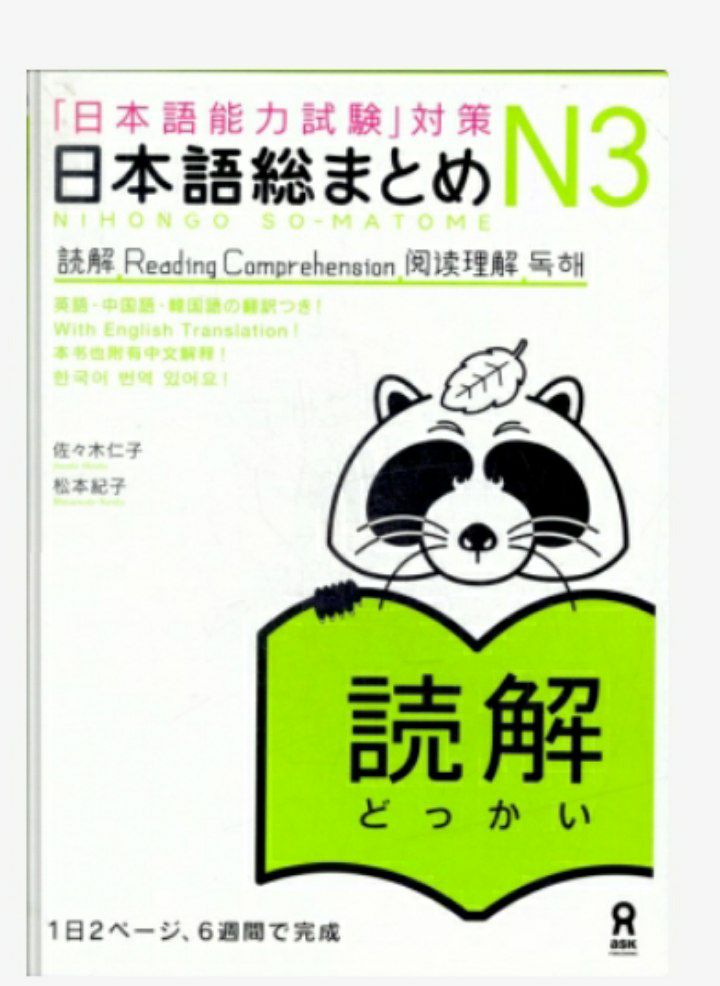 「日本語能力試験」対策 N3
日本語総まとめ
NIHONGO SO-MATOME
読解 Reading Comprehension 阅读理解 독해
英語・中国語・韓国語の翻訳つき!
With English Translation!
本书也附有中文解释!
한국어 번역 있어요!
佐々木仁子
松本紀子
読解
どっかい
1日2ページ、6週間で完成
ask